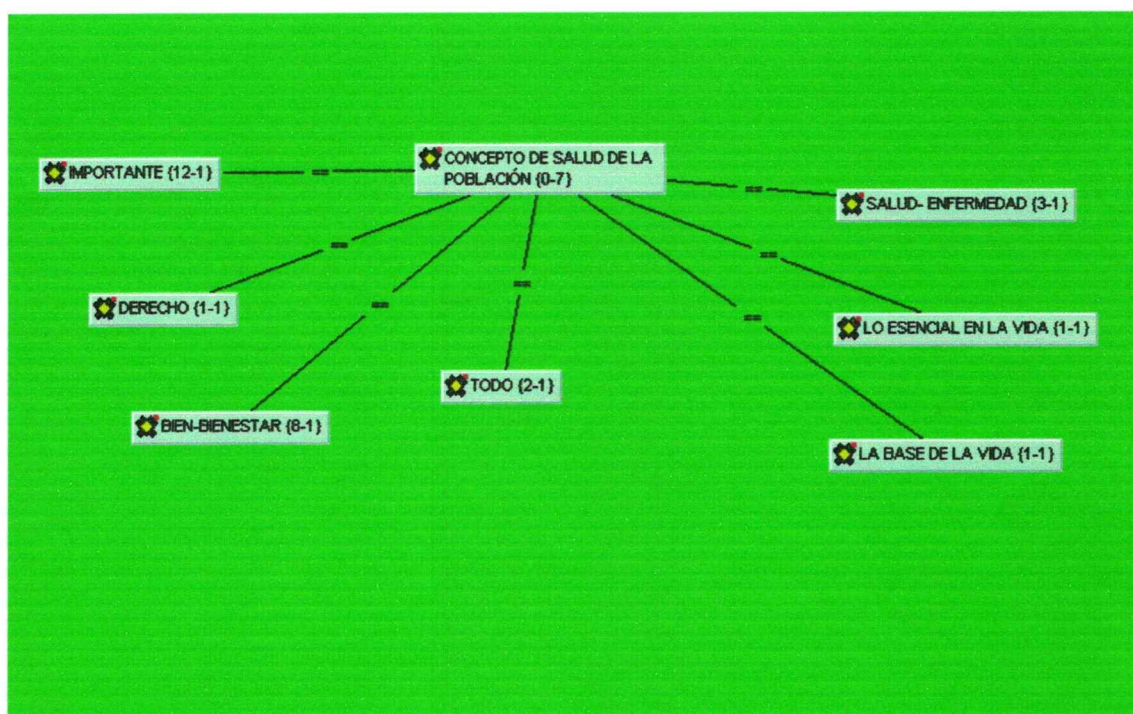 CONCEPTO DE SALUD DE LA
POBLACIÓN {0-7}
IMPORTANTE {12-1}
==
==
SALUD- ENFERMEDAD {3-1}
==
==
DERECHO {1-1}
==
==
==
LO ESENCIAL EN LA VIDA {1-1}
TODO {2-1}
BIEN-BIENESTAR {8-1}
LA BASE DE LA VIDA {1-1}